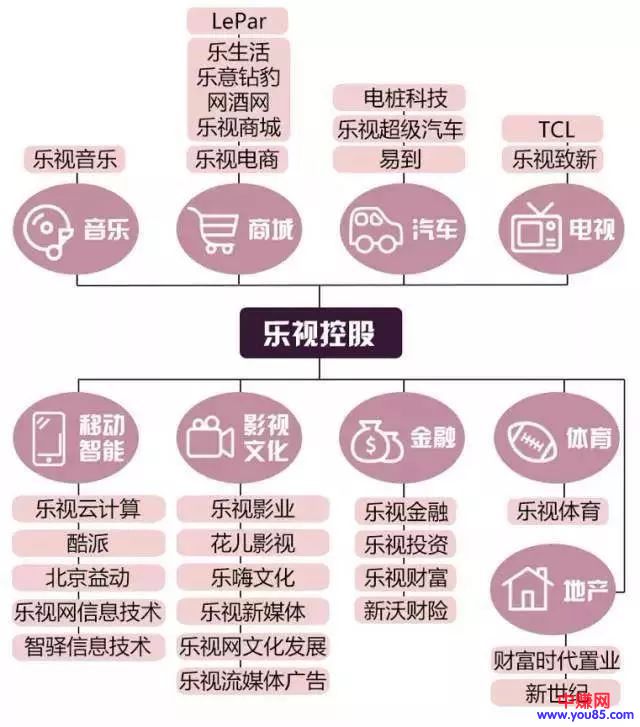 LePar
乐生活
乐意钻豹
网酒网
乐视商城
乐视电商
电桩科技
乐视超级汽车
易到
TCL
乐视致新
乐视音乐
音乐
商城
汽车
电视
乐视控股
移动
智能
影视
文化
金融
体育
乐视云计算
酷派
北京益动
乐视网信息技术
智驿信息技术
乐视影业
花儿影视
乐嗨文化
乐视新媒体
乐视网文化发展
乐视流媒体广告
乐视金融
乐视投资
乐视财富
新沃财险
乐视体育
地产
财富时代置业
新世纪
中赚网
www.you85.com